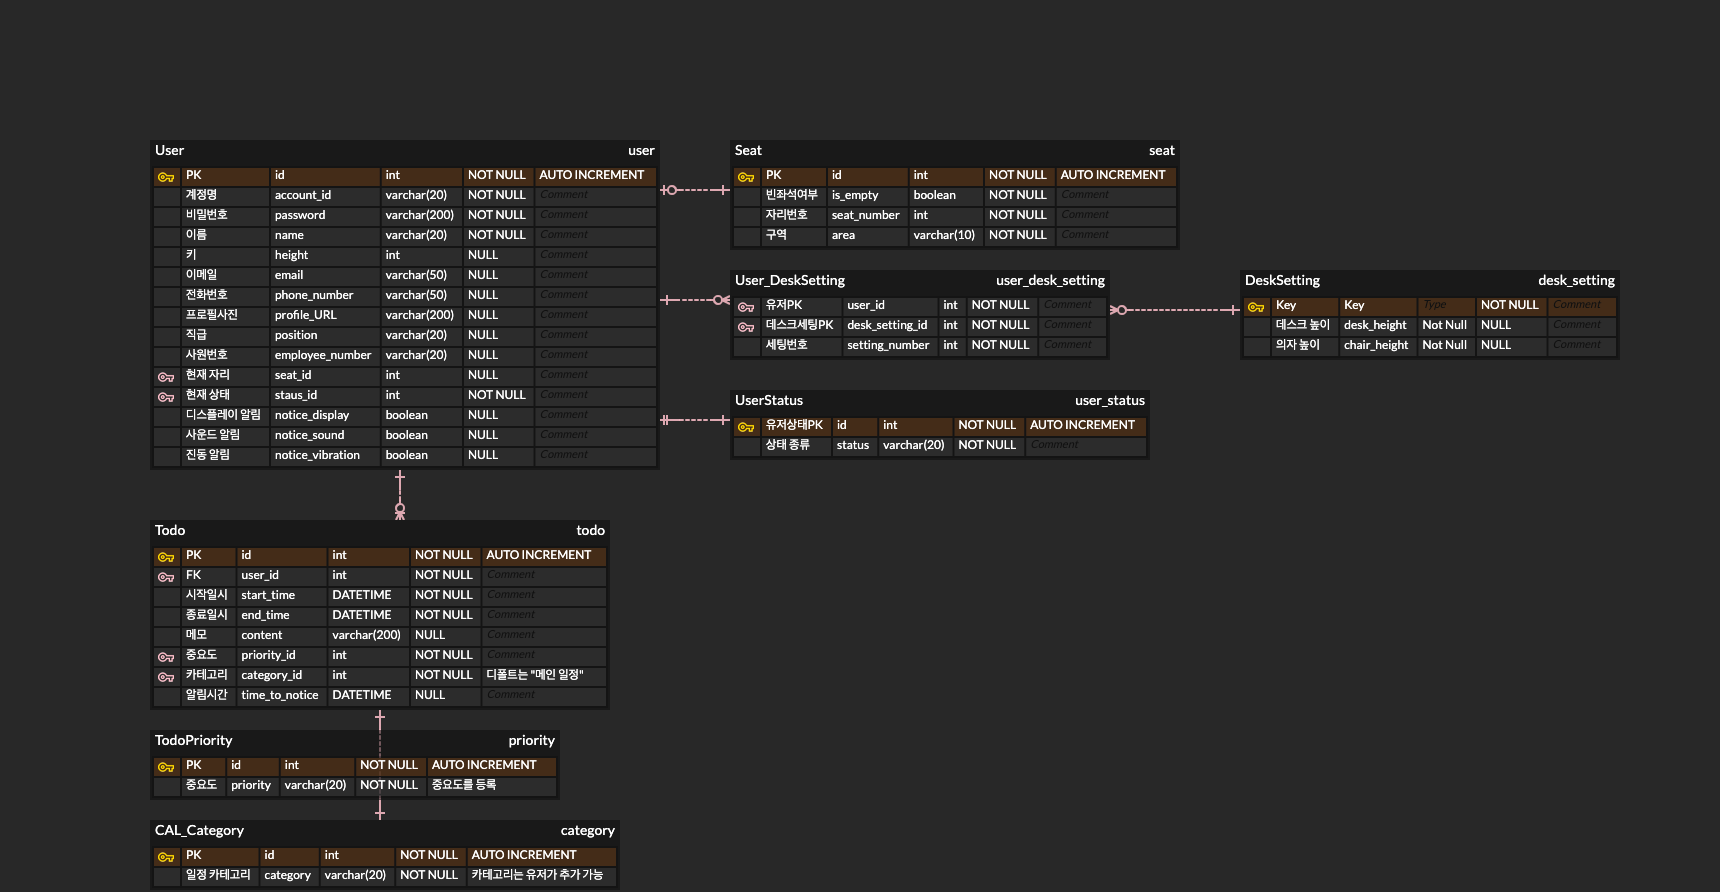 User user
PK id int NOT NULL AUTO INCREMENT
계정명 account_id varchar(20) NOT NULL Comment
비밀번호 password varchar(200) NOT NULL Comment
이름 name varchar(20) NOT NULL Comment
키 height int NULL Comment
이메일 email varchar(50) NULL Comment
전화번호 phone_number varchar(50) NULL Comment
프로필사진 profile_URL varchar(200) NULL Comment
직급 position varchar(20) NULL Comment
사원번호 employee_number varchar(20) NULL Comment
현재 자리 seat_id int NULL Comment
현재 상태 staus_id int NOT NULL Comment
디스플레이 알림 notice_display boolean NULL Comment
사운드 알림 notice_sound boolean NULL Comment
진동 알림 notice_vibration boolean NULL Comment
Seat seat
PK id int NOT NULL AUTO INCREMENT
빈좌석여부 is_empty boolean NOT NULL Comment
자리번호 seat_number int NOT NULL Comment
구역 area varchar(10) NOT NULL Comment
User_DeskSetting user_desk_setting
유저PK user_id int NOT NULL Comment
데스크세팅PK desk_setting_id int NOT NULL Comment
세팅번호 setting_number int NOT NULL Comment
DeskSetting desk_setting
Key Key Type NOT NULL Comment
데스크 높이 desk_height Not Null NULL Comment
의자 높이 chair_height Not Null NULL Comment
UserStatus user_status
유저상태PK id int NOT NULL AUTO INCREMENT
상태 종류 status varchar(20) NOT NULL Comment
Todo todo
PK id int NOT NULL AUTO INCREMENT
FK user_id int NOT NULL Comment
시작일시 start_time DATETIME NOT NULL Comment
종료일시 end_time DATETIME NOT NULL Comment
메모 content varchar(200) NULL Comment
중요도 priority_id int NOT NULL Comment
카테고리 category_id int NOT NULL 디폴트는 "메인 일정"
알림시간 time_to_notice DATETIME NULL Comment
TodoPriority priority
PK id int NOT NULL AUTO INCREMENT
중요도 priority varchar(20) NOT NULL 중요도를 등록
CAL_Category category
PK id int NOT NULL AUTO INCREMENT
일정 카테고리 category varchar(20) NOT NULL 카테고리는 유저가 추가 가능